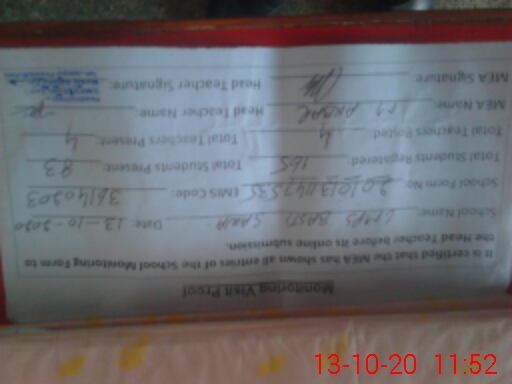 Monitoring Visit Proof
It is certified that the MEA has shown all entries of the School Monitoring Form to
the Head Teacher before its online submission.
School Name: GMPS BASTI Date: 13-10-2020
School Form No: EMIS Code: 36140203
Total Students Registered: 165 Total Students Present: 83
Total Teachers Posted: 4 Total Teachers Present: 4
MEA Name: Head Teacher Name:
MEA Signature: Head Teacher Signature:
13-10-20 11:52